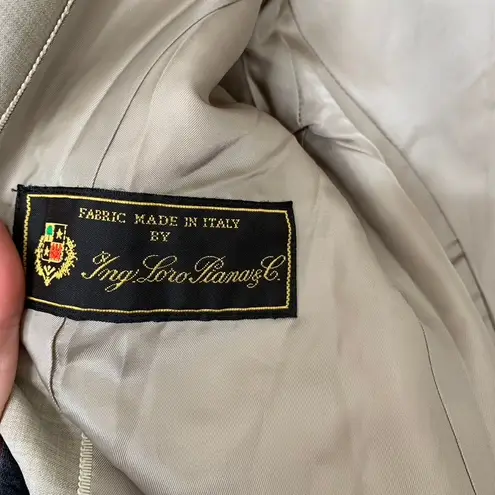 FABRIC MADE IN ITALY
BY
Ing. Loro Piana & C.